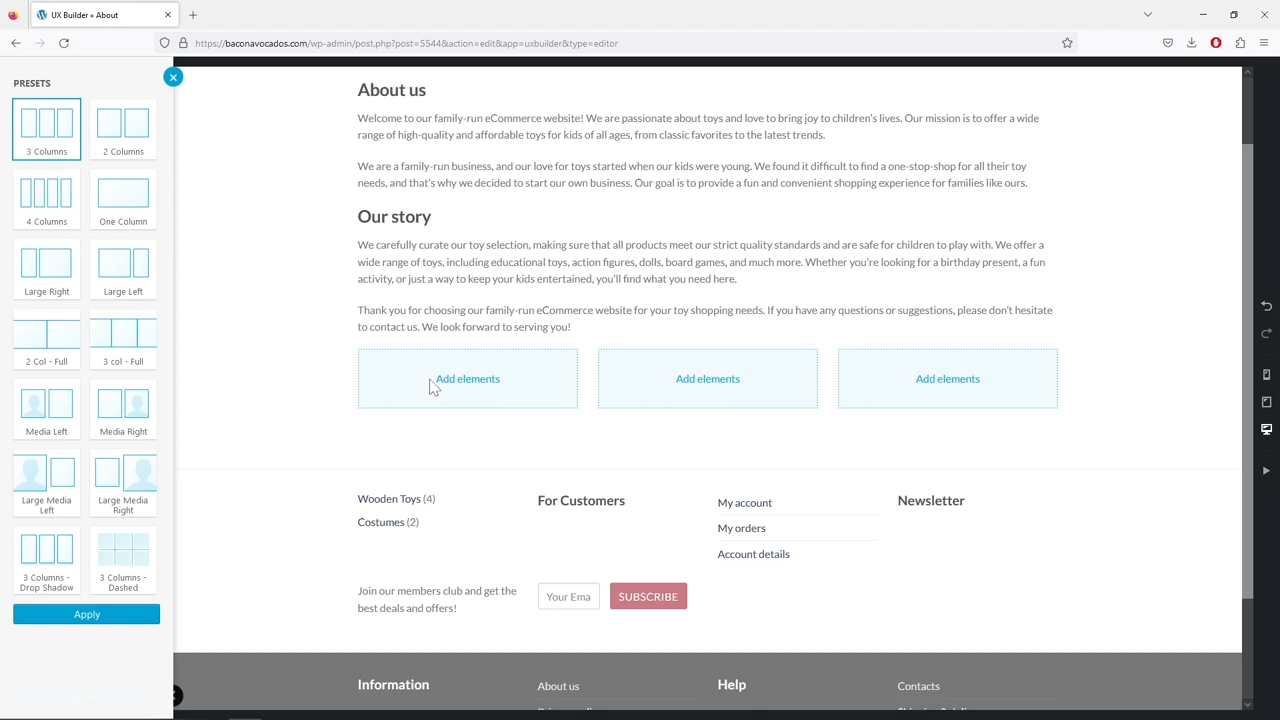 UX Builder » About
https://baconavocados.com/wp-admin/post.php?post=5544&action=edit&app=uxbuilder&type=editor
PRESETS
3 Columns
2 Columns
4 Columns
One Column
Large Right
Large Left
2 Col - Full
3 col - Full
Media Left
Media Right
Large Media
Left
Large Media
Right
3 Columns -
Drop Shadow
3 Columns -
Dashed
Apply
About us
Welcome to our family-run eCommerce website! We are passionate about toys and love to bring joy to children's lives. Our mission is to offer a wide
range of high-quality and affordable toys for kids of all ages, from classic favorites to the latest trends.
We are a family-run business, and our love for toys started when our kids were young. We found it difficult to find a one-stop-shop for all their toy
needs, and that's why we decided to start our own business. Our goal is to provide a fun and convenient shopping experience for families like ours.
Our story
We carefully curate our toy selection, making sure that all products meet our strict quality standards and are safe for children to play with. We offer a
wide range of toys, including educational toys, action figures, dolls, board games, and much more. Whether you're looking for a birthday present, a fun
activity, or just a way to keep your kids entertained, you'll find what you need here.
Thank you for choosing our family-run eCommerce website for your toy shopping needs. If you have any questions or suggestions, please don't hesitate
to contact us. We look forward to serving you!
Add elements
Add elements
Add elements
Wooden Toys (4)
Costumes (2)
For Customers
My account
My orders
Account details
Newsletter
Join our members club and get the
best deals and offers!
Your Ema
SUBSCRIBE
Information
About us
Help
Contacts